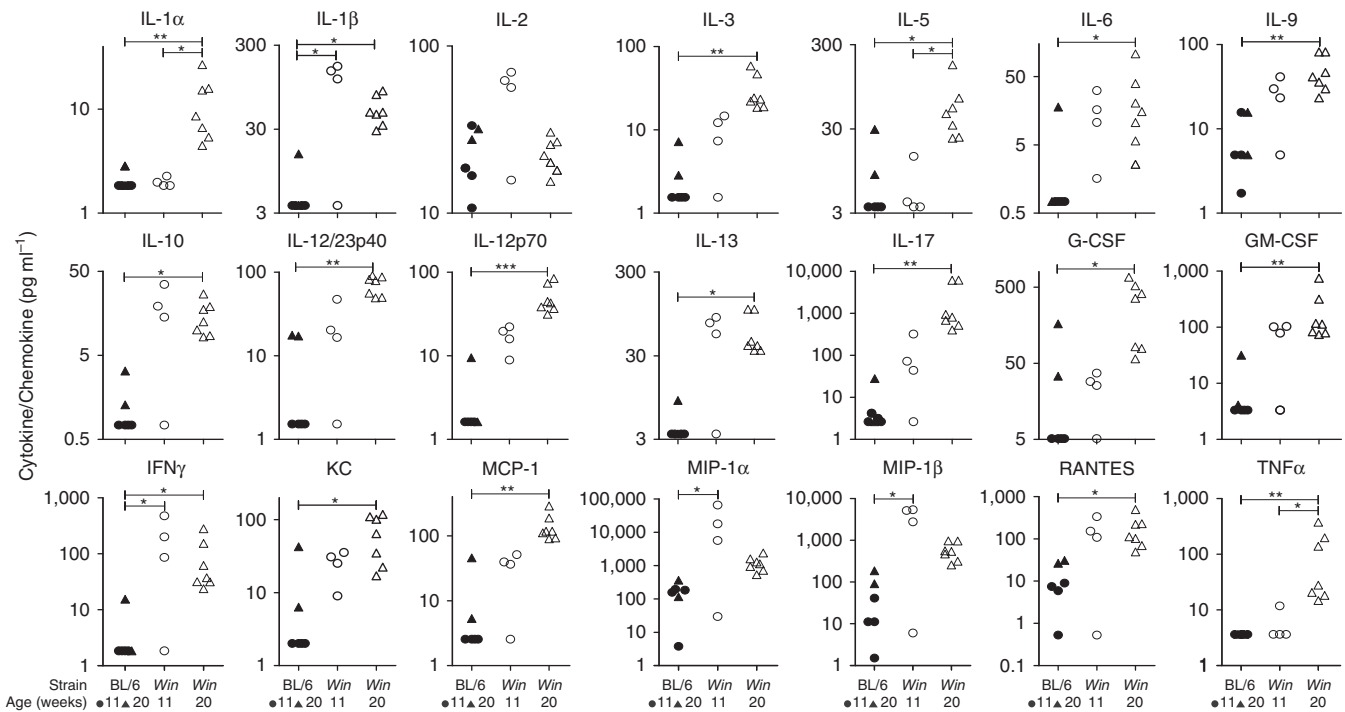 IL-1α IL-1β IL-2 IL-3 IL-5 IL-6 IL-9
** * * * ** * * * **
10 1
300 30 3
100 10
100 10 1
300 30 3
50 5 0.5
100 10 1
Cytokine/Chemokine (pg ml−1)
IL-10 IL-12/23p40 IL-12p70 IL-13 IL-17 G-CSF GM-CSF
* ** *** * ** * **
50 5 0.5
100 10 1
100 10 1
300 30 3
10,000 1,000 100 10 1
500 50 5
1,000 100 10 1
IFNγ KC MCP-1 MIP-1α MIP-1β RANTES TNFα
* * * ** * * * ** *
1,000 100 10 1
100 10 1
100 10 1
100,000 10,000 1,000 100 10 1
10,000 1,000 100 10 1
1,000 100 10 1 0.1
1,000 100 10 1
Strain BL/6 Win Win BL/6 Win Win BL/6 Win Win BL/6 Win Win BL/6 Win Win BL/6 Win Win BL/6 Win Win
Age (weeks) ●11▲20 11 20 ●11▲20 11 20 ●11▲20 11 20 ●11▲20 11 20 ●11▲20 11 20 ●11▲20 11 20 ●11▲20 11 20